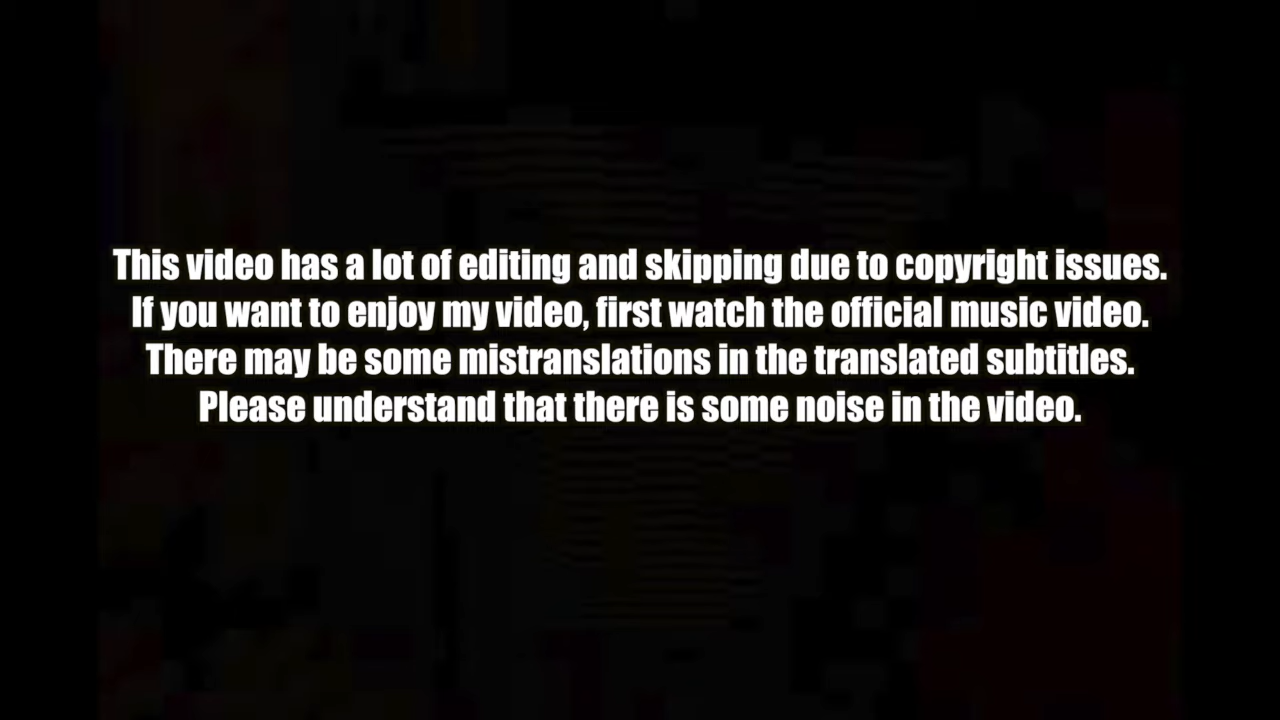 This video has a lot of editing and skipping due to copyright issues.
If you want to enjoy my video, first watch the official music video.
There may be some mistranslations in the translated subtitles.
Please understand that there is some noise in the video.